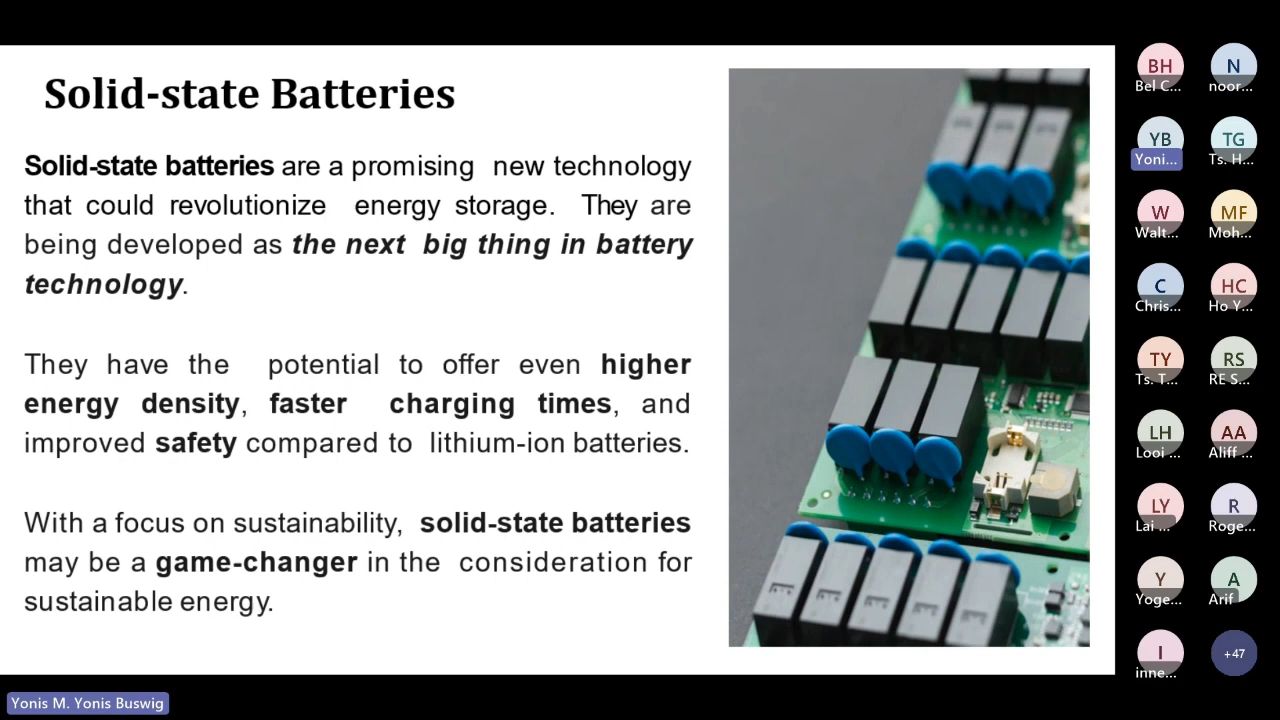 Solid-state Batteries
Solid-state batteries are a promising new technology
that could revolutionize energy storage. They are
being developed as the next big thing in battery
technology.
They have the potential to offer even higher
energy density, faster charging times, and
improved safety compared to lithium-ion batteries.
With a focus on sustainability, solid-state batteries
may be a game-changer in the consideration for
sustainable energy.
BH
Bel C...
N
noor...
YB
Yoni...
TG
Ts. H...
W
Walt...
MF
Moh...
C
Chris...
HC
Ho Y...
TY
Ts. T...
RS
RE S...
LH
Looi ...
AA
Aliff ...
LY
Lai ...
R
Roge...
Y
Yoge...
A
Arif
I
inne...
+47
Yonis M. Yonis Buswig